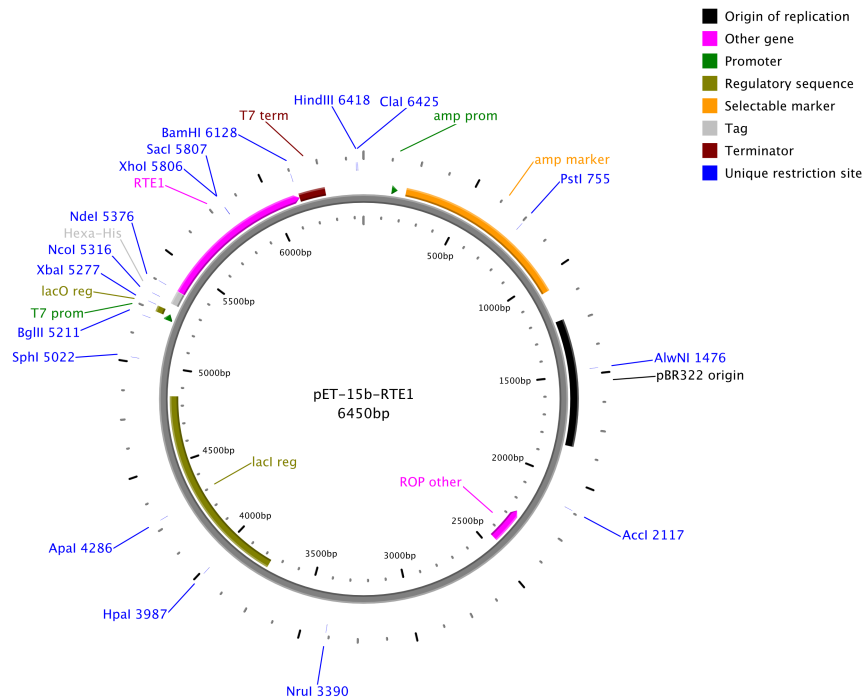 Origin of replication
Other gene
Promoter
Regulatory sequence
Selectable marker
Tag
Terminator
Unique restriction site
HindIII 6418
ClaI 6425
T7 term
amp prom
BamHI 6128
SacI 5807
XhoI 5806
RTE1
amp marker
PstI 755
NdeI 5376
Hexa-His
NcoI 5316
XbaI 5277
lacO reg
T7 prom
BglII 5211
SphI 5022
6000bp
500bp
5500bp
1000bp
5000bp
1500bp
AlwNI 1476
pBR322 origin
pET-15b-RTE1
6450bp
4500bp
2000bp
lacI reg
ROP other
4000bp
2500bp
3500bp
3000bp
AccI 2117
ApaI 4286
HpaI 3987
NruI 3390